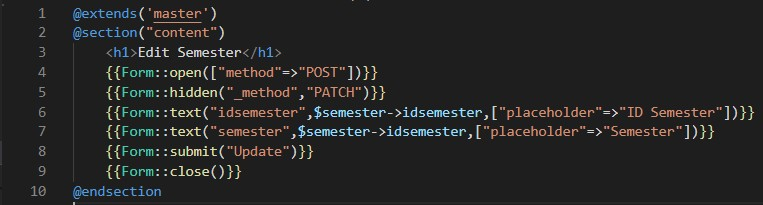 1 @extends('master')
2 @section("content")
3 <h1>Edit Semester</h1>
4 {{Form::open(["method"=>"POST"])}}
5 {{Form::hidden("_method","PATCH")}}
6 {{Form::text("idsemester",$semester->idsemester,["placeholder"=>"ID Semester"])}}
7 {{Form::text("semester",$semester->idsemester,["placeholder"=>"Semester"])}}
8 {{Form::submit("Update")}}
9 {{Form::close()}}
10 @endsection